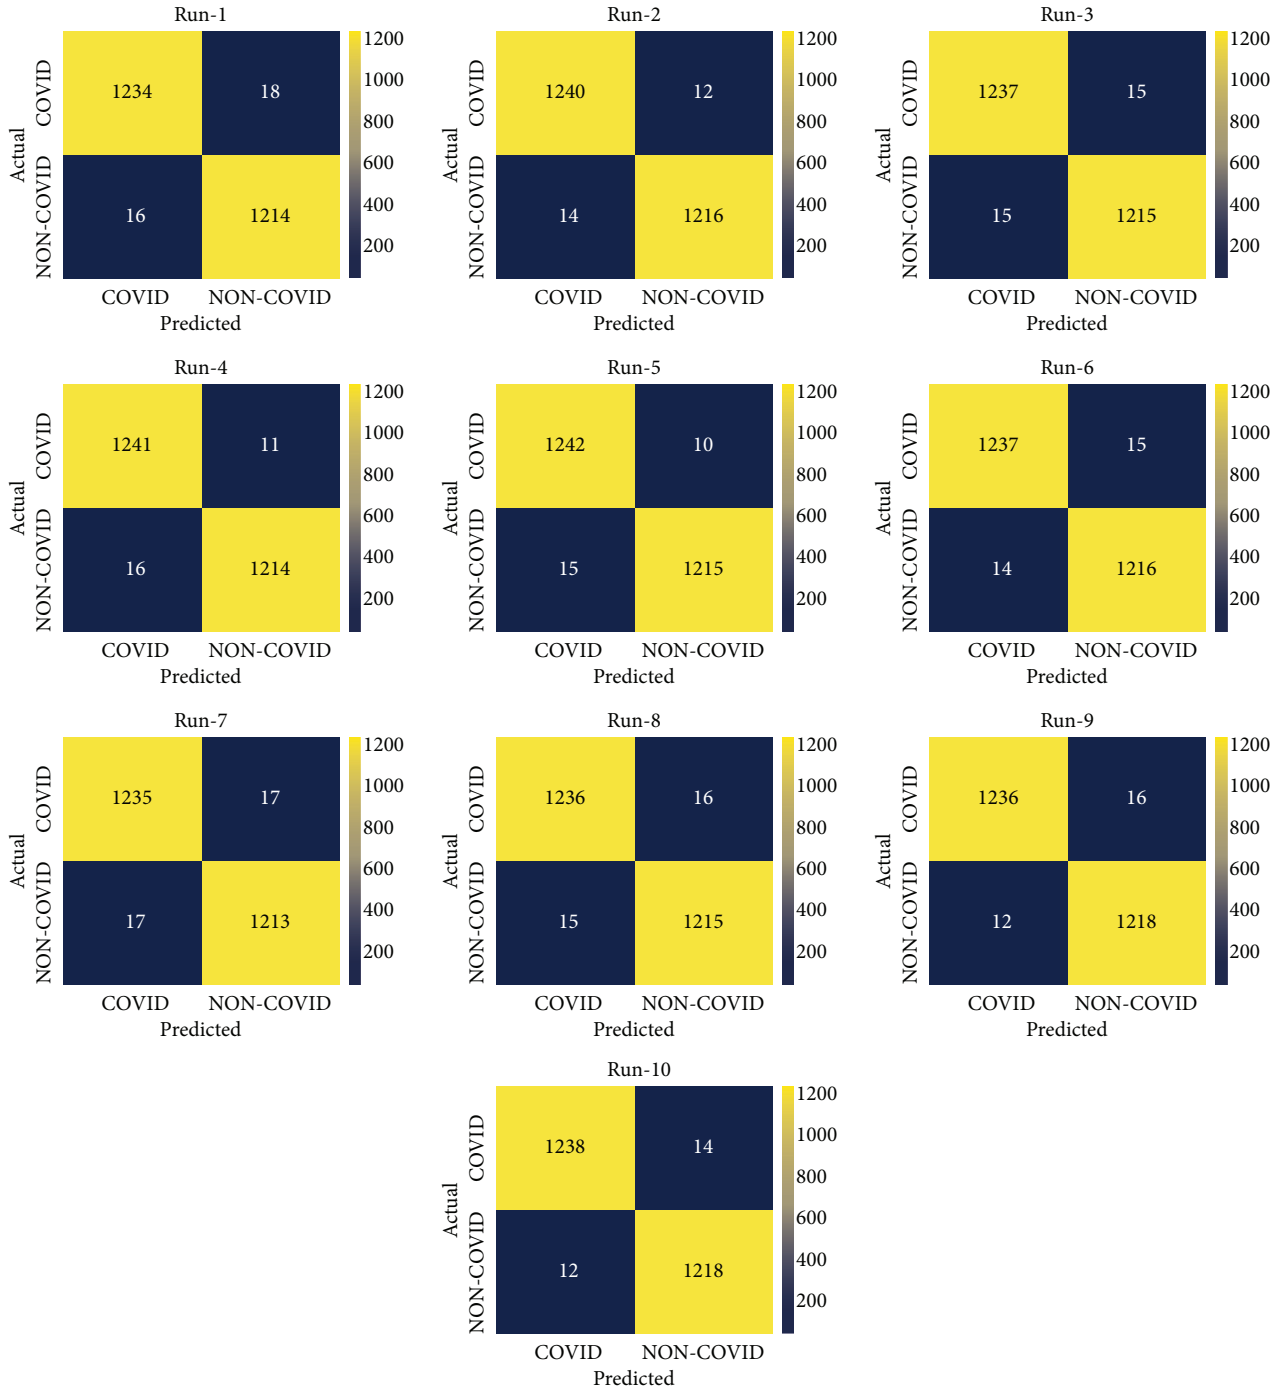 Run-1
COVID
NON-COVID
Actual
1234
18
16
1214
1200
1000
800
600
400
200
COVID NON-COVID
Predicted
Run-2
COVID
NON-COVID
Actual
1240
12
14
1216
1200
1000
800
600
400
200
COVID NON-COVID
Predicted
Run-3
COVID
NON-COVID
Actual
1237
15
15
1215
1200
1000
800
600
400
200
COVID NON-COVID
Predicted
Run-4
COVID
NON-COVID
Actual
1241
11
16
1214
1200
1000
800
600
400
200
COVID NON-COVID
Predicted
Run-5
COVID
NON-COVID
Actual
1242
10
15
1215
1200
1000
800
600
400
200
COVID NON-COVID
Predicted
Run-6
COVID
NON-COVID
Actual
1237
15
14
1216
1200
1000
800
600
400
200
COVID NON-COVID
Predicted
Run-7
COVID
NON-COVID
Actual
1235
17
17
1213
1200
1000
800
600
400
200
COVID NON-COVID
Predicted
Run-8
COVID
NON-COVID
Actual
1236
16
15
1215
1200
1000
800
600
400
200
COVID NON-COVID
Predicted
Run-9
COVID
NON-COVID
Actual
1236
16
12
1218
1200
1000
800
600
400
200
COVID NON-COVID
Predicted
Run-10
COVID
NON-COVID
Actual
1238
14
12
1218
1200
1000
800
600
400
200
COVID NON-COVID
Predicted